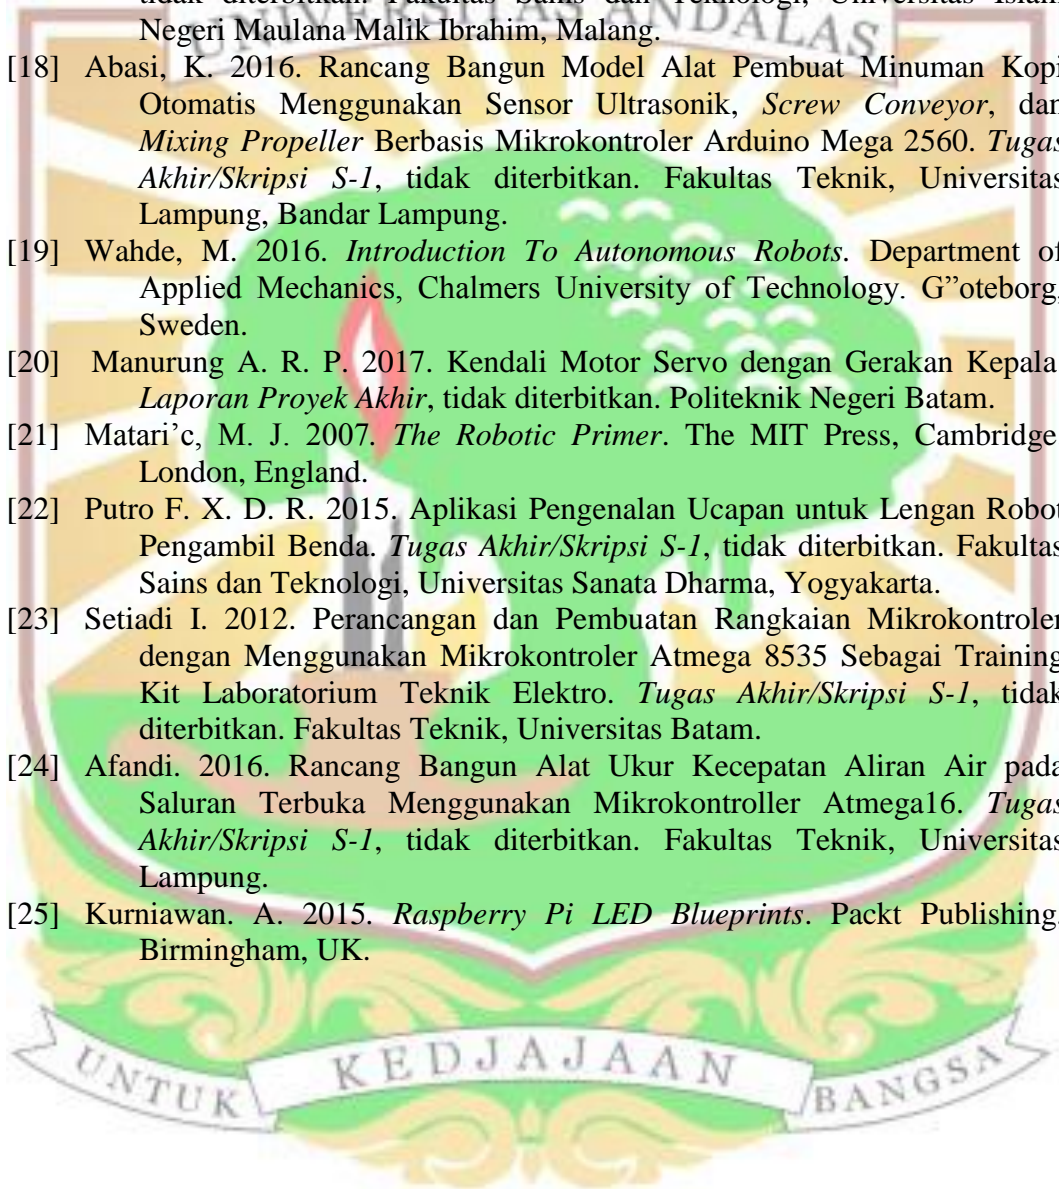 tidak diterbitkan. Fakultas Sains dan Teknologi, Universitas Islam
Negeri Maulana Malik Ibrahim, Malang.
[18] Abasi, K. 2016. Rancang Bangun Model Alat Pembuat Minuman Kopi
Otomatis Menggunakan Sensor Ultrasonik, Screw Conveyor, dan
Mixing Propeller Berbasis Mikrokontroler Arduino Mega 2560. Tugas
Akhir/Skripsi S-1, tidak diterbitkan. Fakultas Teknik, Universitas
Lampung, Bandar Lampung.
[19] Wahde, M. 2016. Introduction To Autonomous Robots. Department of
Applied Mechanics, Chalmers University of Technology. G”oteborg,
Sweden.
[20] Manurung A. R. P. 2017. Kendali Motor Servo dengan Gerakan Kepala.
Laporan Proyek Akhir, tidak diterbitkan. Politeknik Negeri Batam.
[21] Matari’c, M. J. 2007. The Robotic Primer. The MIT Press, Cambridge,
London, England.
[22] Putro F. X. D. R. 2015. Aplikasi Pengenalan Ucapan untuk Lengan Robot
Pengambil Benda. Tugas Akhir/Skripsi S-1, tidak diterbitkan. Fakultas
Sains dan Teknologi, Universitas Sanata Dharma, Yogyakarta.
[23] Setiadi I. 2012. Perancangan dan Pembuatan Rangkaian Mikrokontroler
dengan Menggunakan Mikrokontroler Atmega 8535 Sebagai Training
Kit Laboratorium Teknik Elektro. Tugas Akhir/Skripsi S-1, tidak
diterbitkan. Fakultas Teknik, Universitas Batam.
[24] Afandi. 2016. Rancang Bangun Alat Ukur Kecepatan Aliran Air pada
Saluran Terbuka Menggunakan Mikrokontroller Atmega16. Tugas
Akhir/Skripsi S-1, tidak diterbitkan. Fakultas Teknik, Universitas
Lampung.
[25] Kurniawan. A. 2015. Raspberry Pi LED Blueprints. Packt Publishing.
Birmingham, UK.
UNTUK KEDJAJAAN BANGSA